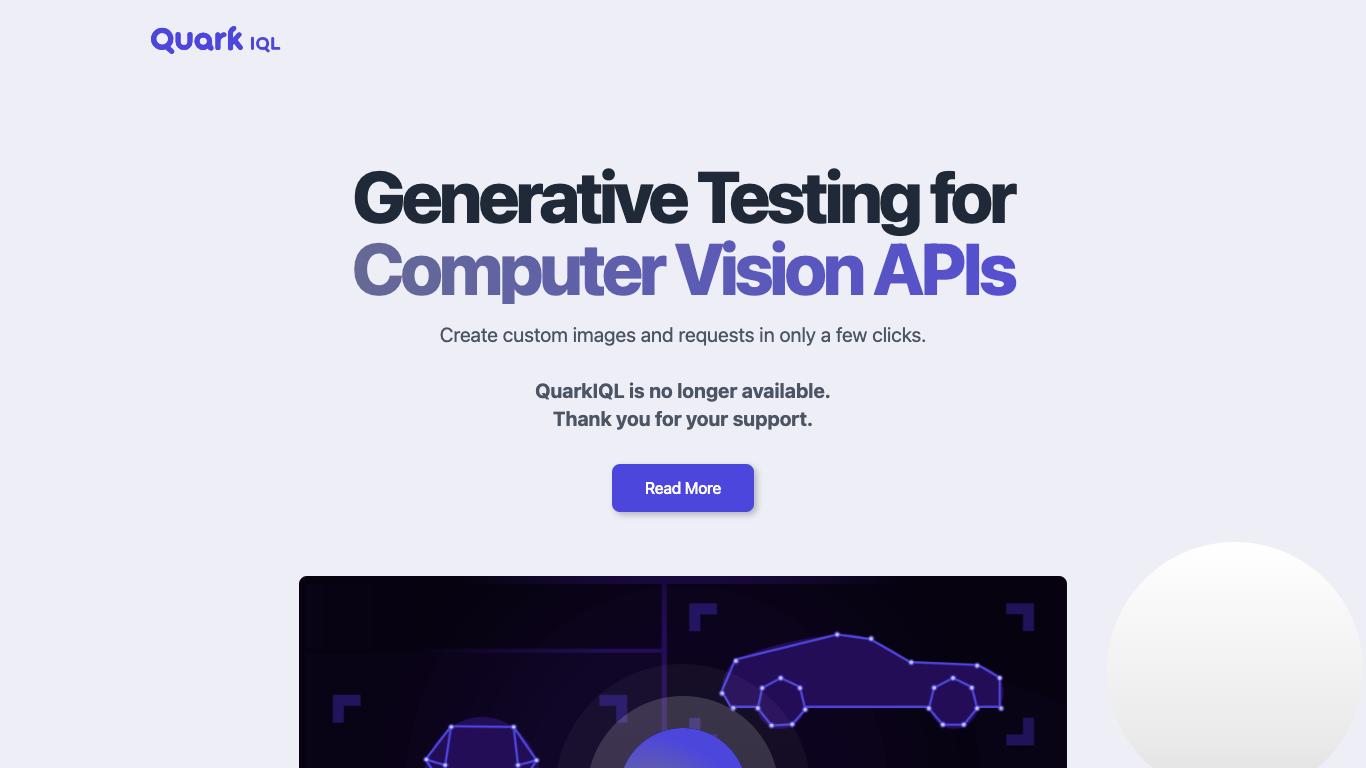 Quark IQL
Generative Testing for
Computer Vision APIs
Create custom images and requests in only a few clicks.
QuarkIQL is no longer available.
Thank you for your support.
Read More